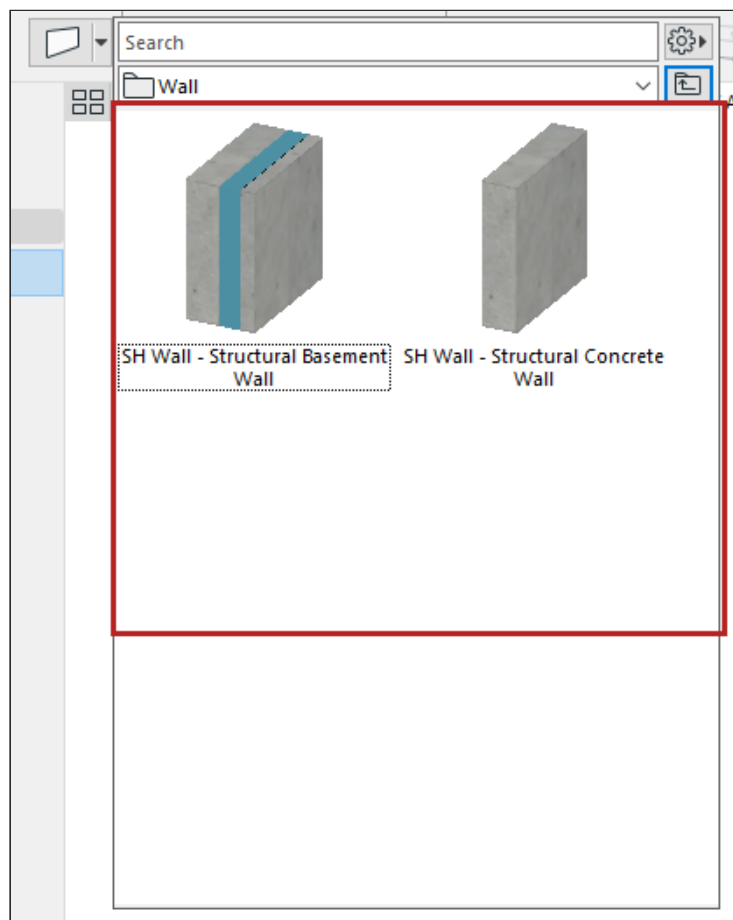 Search
Wall
SH Wall - Structural Basement
Wall
SH Wall - Structural Concrete
Wall